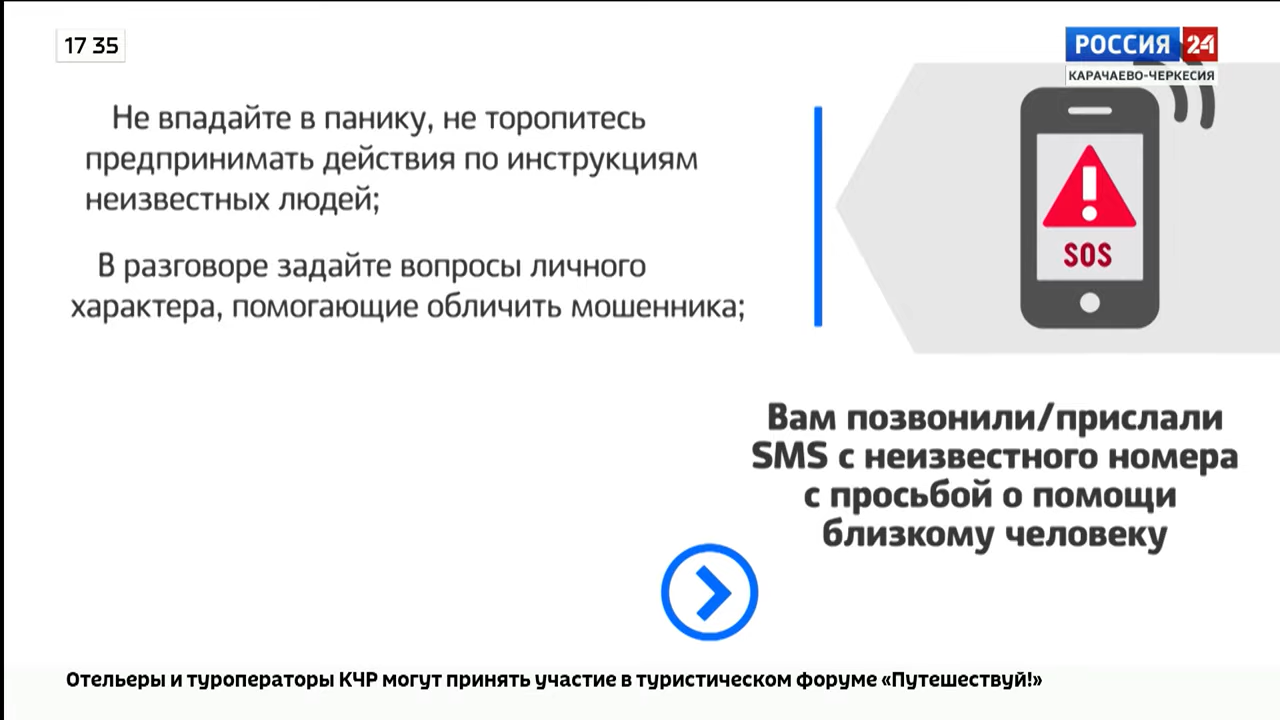 17 35
РОССИЯ 24
КАРАЧАЕВО-ЧЕРКЕСИЯ
Не впадайте в панику, не торопитесь
предпринимать действия по инструкциям
неизвестных людей;
В разговоре задайте вопросы личного
характера, помогающие обличить мошенника;
SOS
Вам позвонили/прислали
SMS с неизвестного номера
с просьбой о помощи
близкому человеку
Отельеры и туроператоры КЧР могут принять участие в туристическом форуме «Путешествуй!»